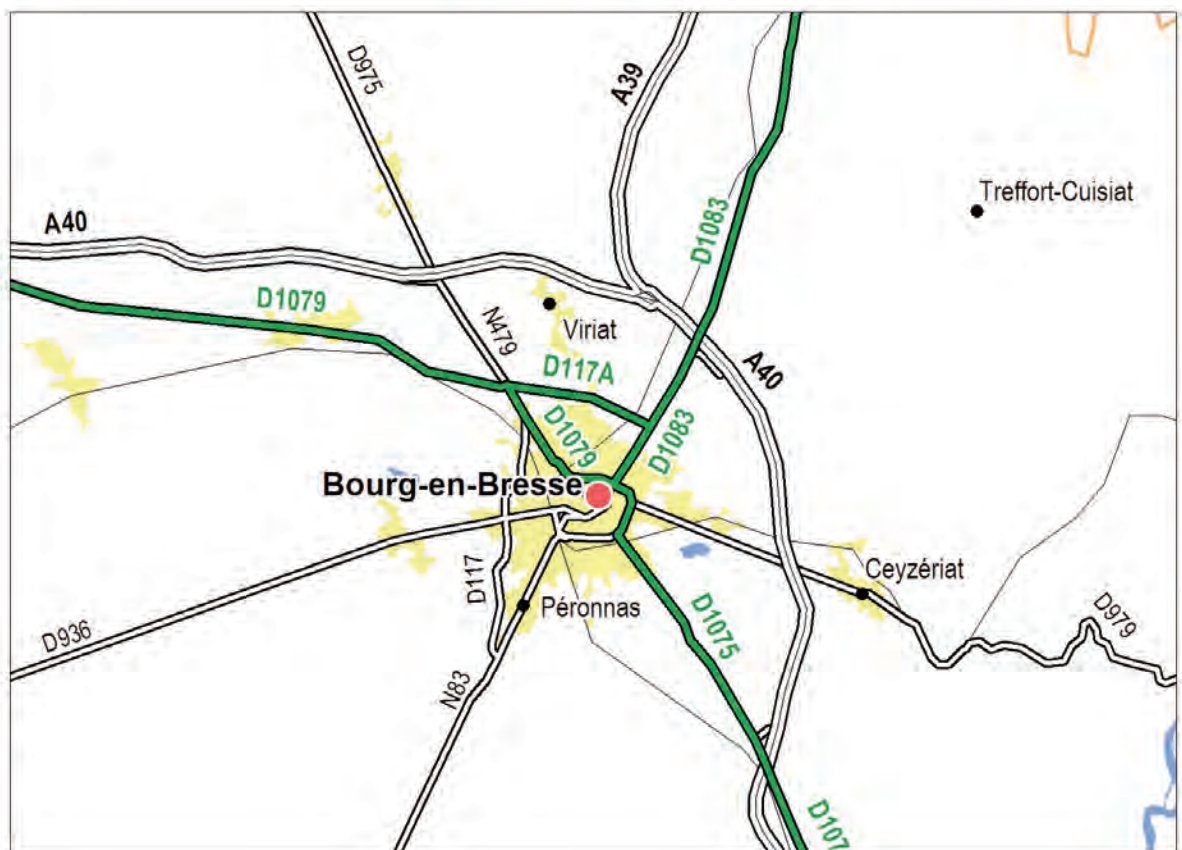 D975
A39
Treffort-Cuisiat
A40
D1083
D1079
N479
Viriat
D117A
A40
D1079
D1083
Bourg-en-Bresse
Ceyzériat
D117
Péronnas
D936
D1075
D979
N83
D107